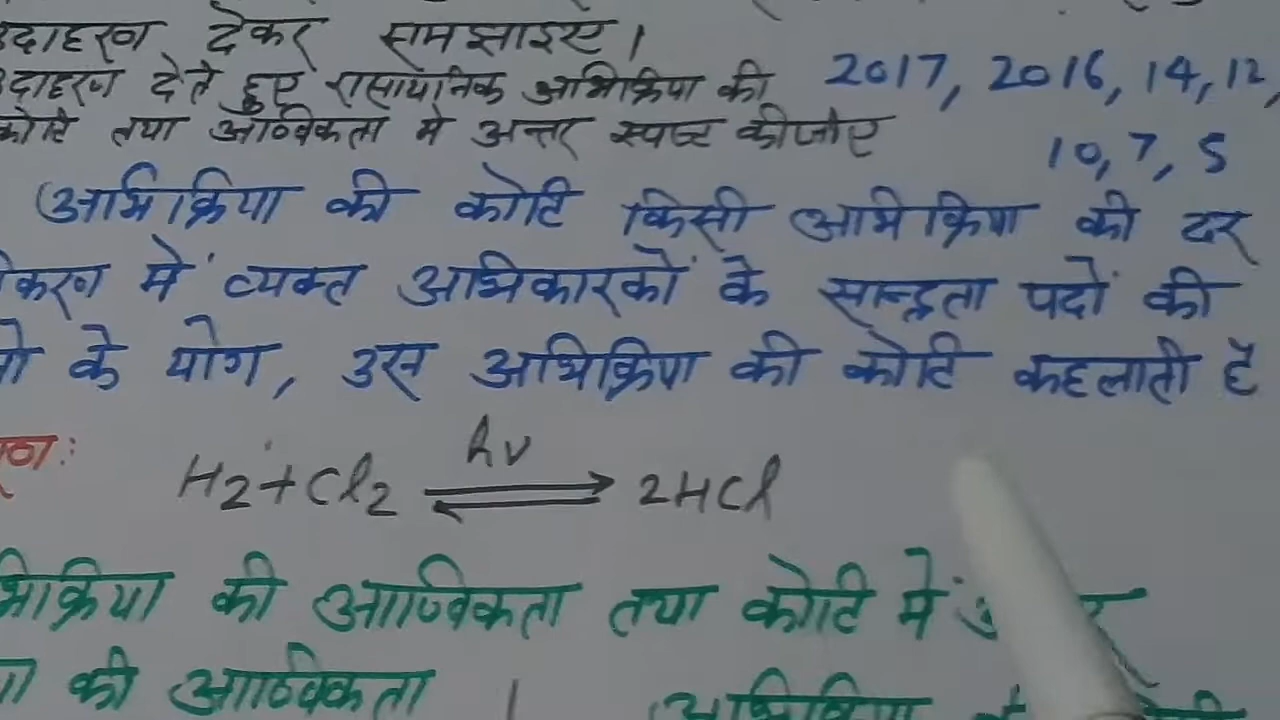 उदाहरण देकर समझाइए।
उदाहरण देते हुए रासायनिक अभिक्रिया की 2017, 2016, 14, 12,
कोटि तथा आण्विकता में अन्तर स्पष्ट कीजिए 10, 7, 5
अभिक्रिया की कोटि किसी अभिक्रिया की दर
करण में व्यक्त अभिकारकों के सान्द्रता पदों की
के योग, उस अभिक्रिया की कोटि कहलाती है
H2+Cl2 hν ⇌ 2HCl
भिक्रिया की आण्विकता तथा कोटि में
की आण्विकता | अभिक्रिया